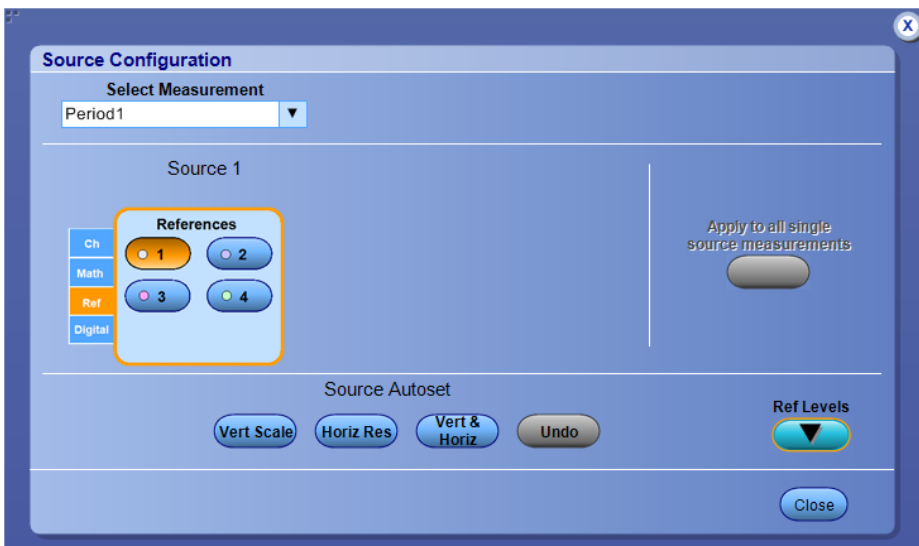 X
Source Configuration
Select Measurement
Period1
Source 1
References
Ch
Math
Ref
Digital
1
2
3
4
Apply to all single
source measurements
Source Autoset
Vert Scale
Horiz Res
Vert &
Horiz
Undo
Ref Levels
Close